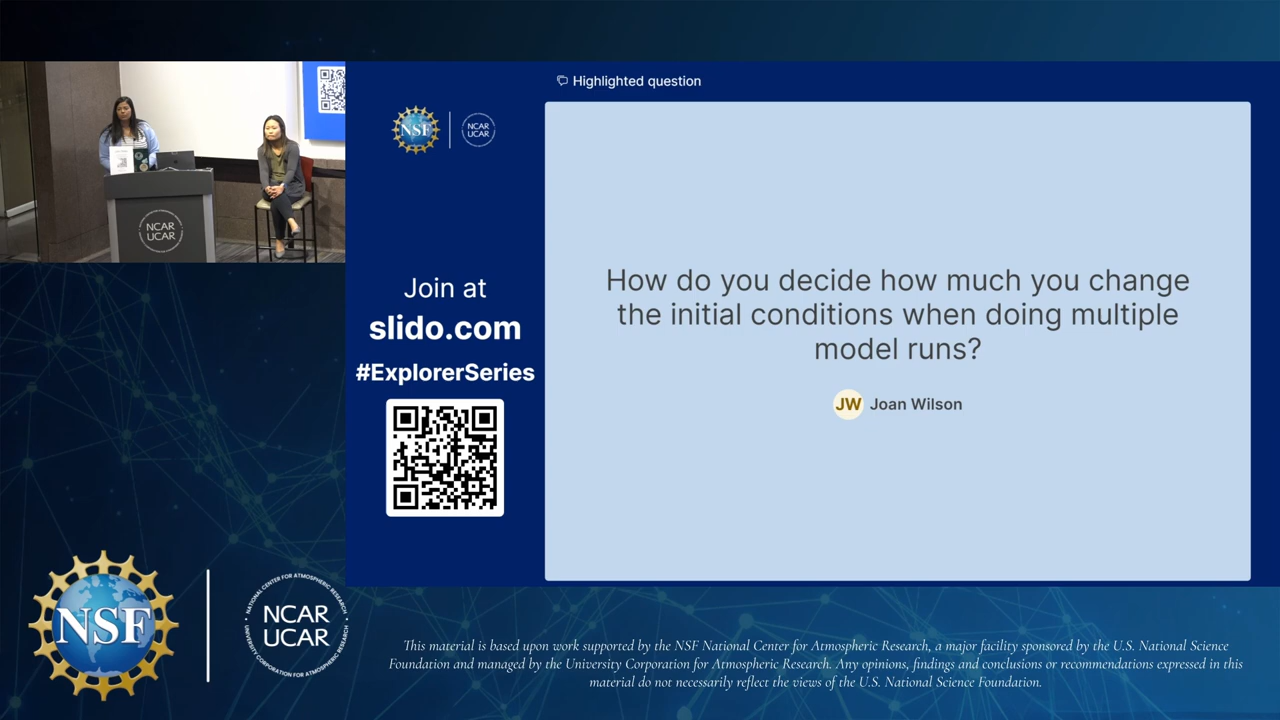 Highlighted question
NSF
NCAR
UCAR
NCAR
UCAR
Join at
slido.com
#ExplorerSeries
How do you decide how much you change
the initial conditions when doing multiple
model runs?
JW Joan Wilson
NSF
NATIONAL CENTER FOR ATMOSPHERIC RESEARCH
NCAR
UCAR
UNIVERSITY CORPORATION FOR ATMOSPHERIC RESEARCH
This material is based upon work supported by the NSF National Center for Atmospheric Research, a major facility sponsored by the U.S. National Science
Foundation and managed by the University Corporation for Atmospheric Research. Any opinions, findings and conclusions or recommendations expressed in this
material do not necessarily reflect the views of the U.S. National Science Foundation.